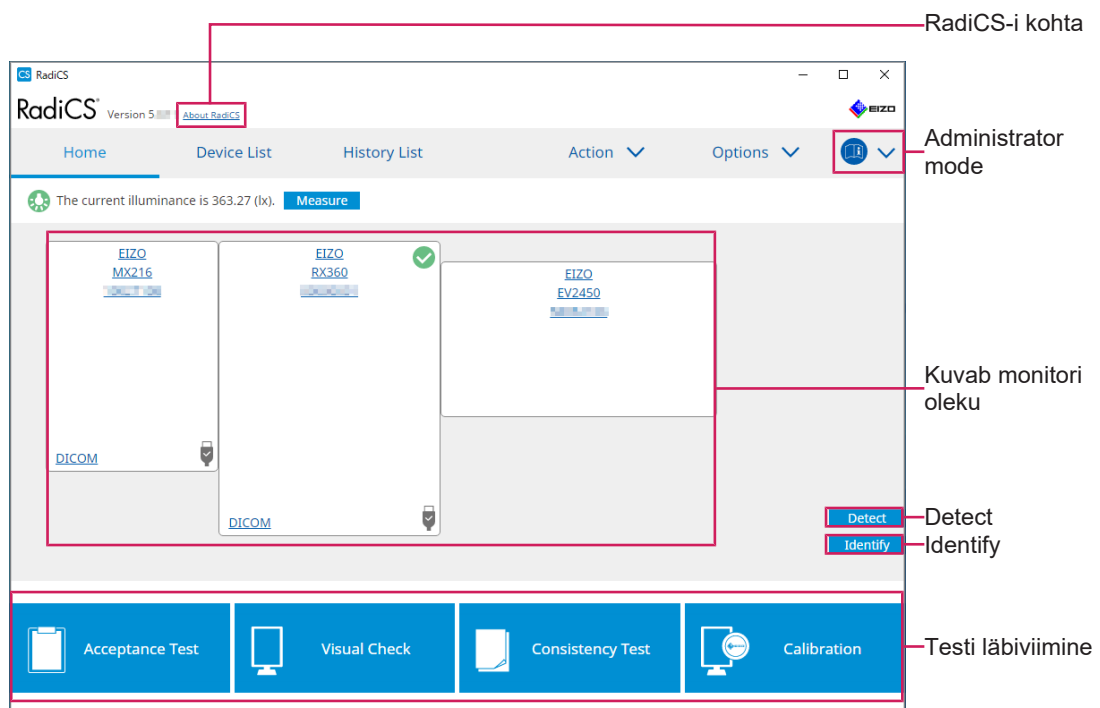 RadiCS-i kohta
CS RadiCS
RadiCS® Version 5. About RadiCS
EIZO
Home Device List History List Action Options
Administrator
mode
The current illuminance is 363.27 (lx). Measure
EIZO
MX216
DICOM
EIZO
RX360
DICOM
EIZO
EV2450
Kuvab monitori
oleku
Detect
Detect
Identify
Identify
Acceptance Test Visual Check Consistency Test Calibration
Testi läbiviimine